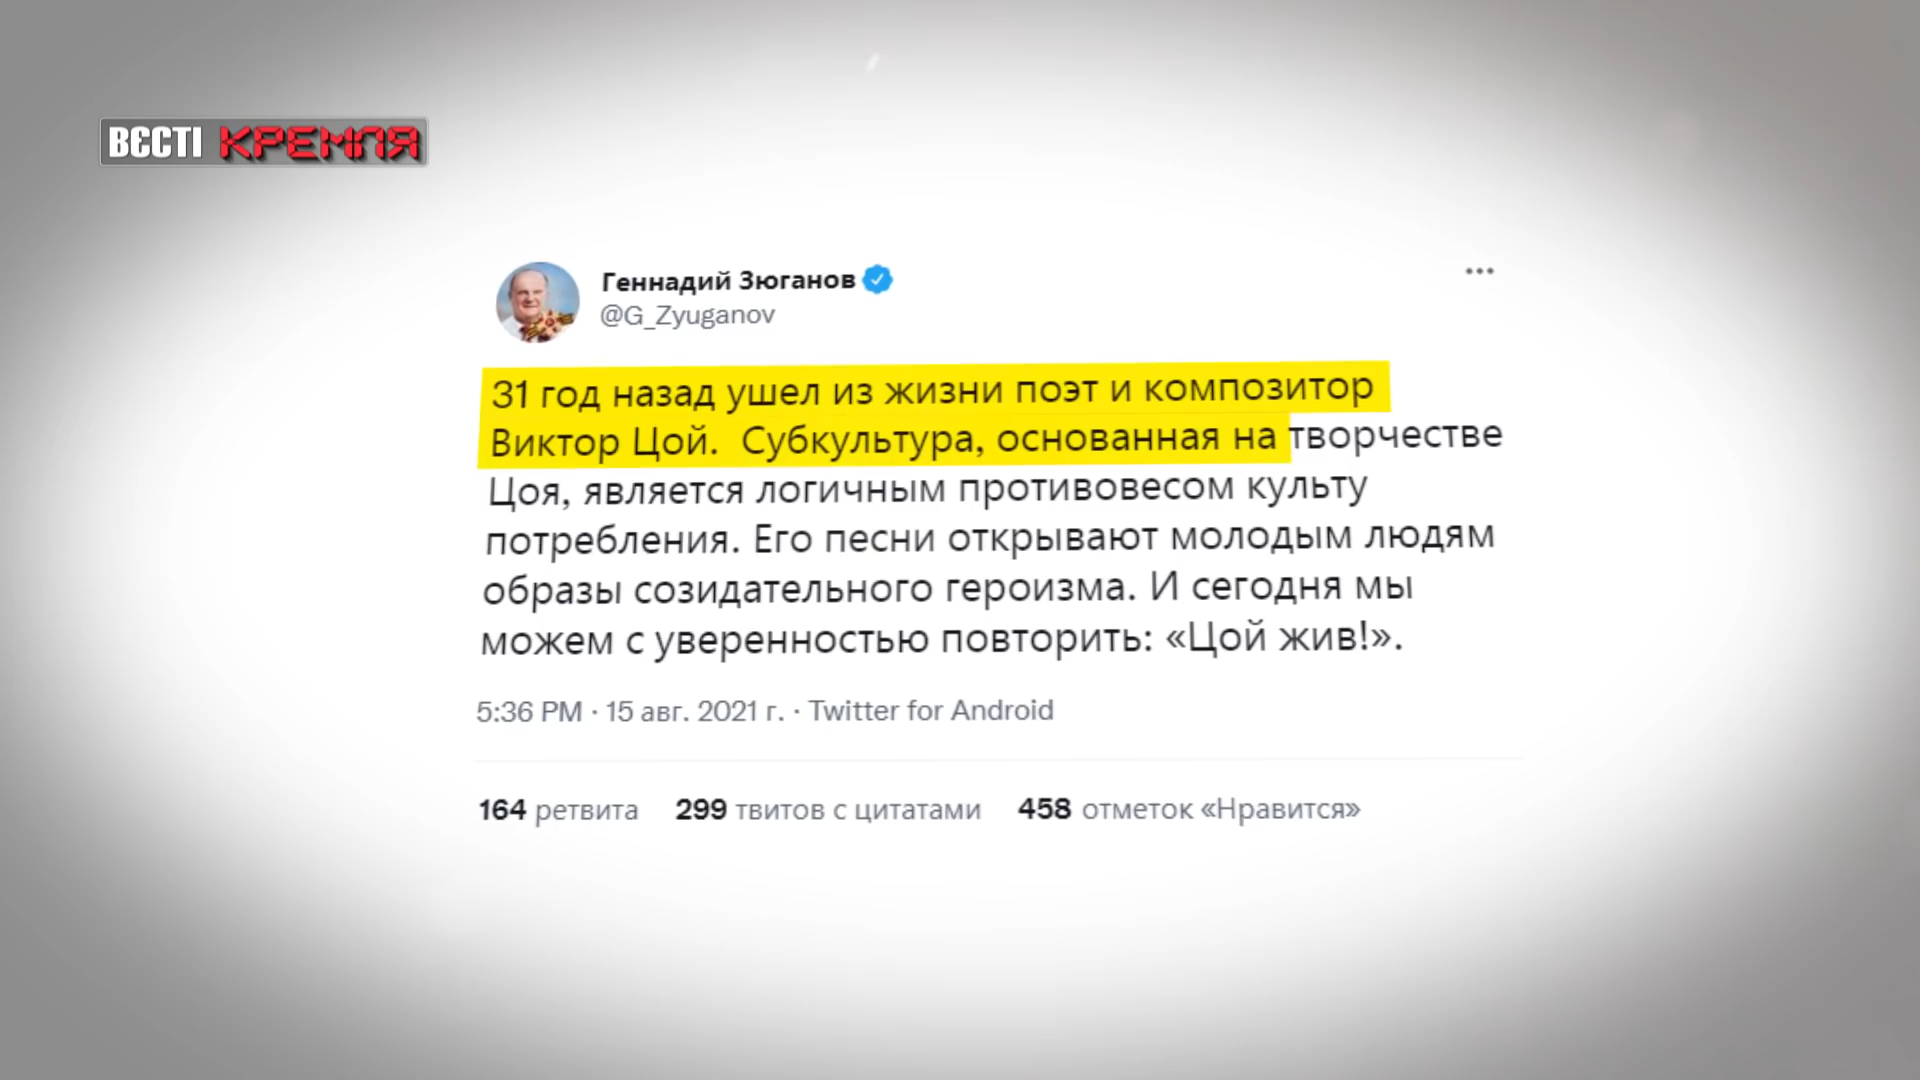 ВЄСТІ КРЕМЛЯ
Геннадий Зюганов
@G_Zyuganov
31 год назад ушел из жизни поэт и композитор
Виктор Цой. Субкультура, основанная на творчестве
Цоя, является логичным противовесом культу
потребления. Его песни открывают молодым людям
образы созидательного героизма. И сегодня мы
можем с уверенностью повторить: «Цой жив!».
5:36 PM · 15 авг. 2021 г. · Twitter for Android
164 ретвита 299 твитов с цитатами 458 отметок «Нравится»